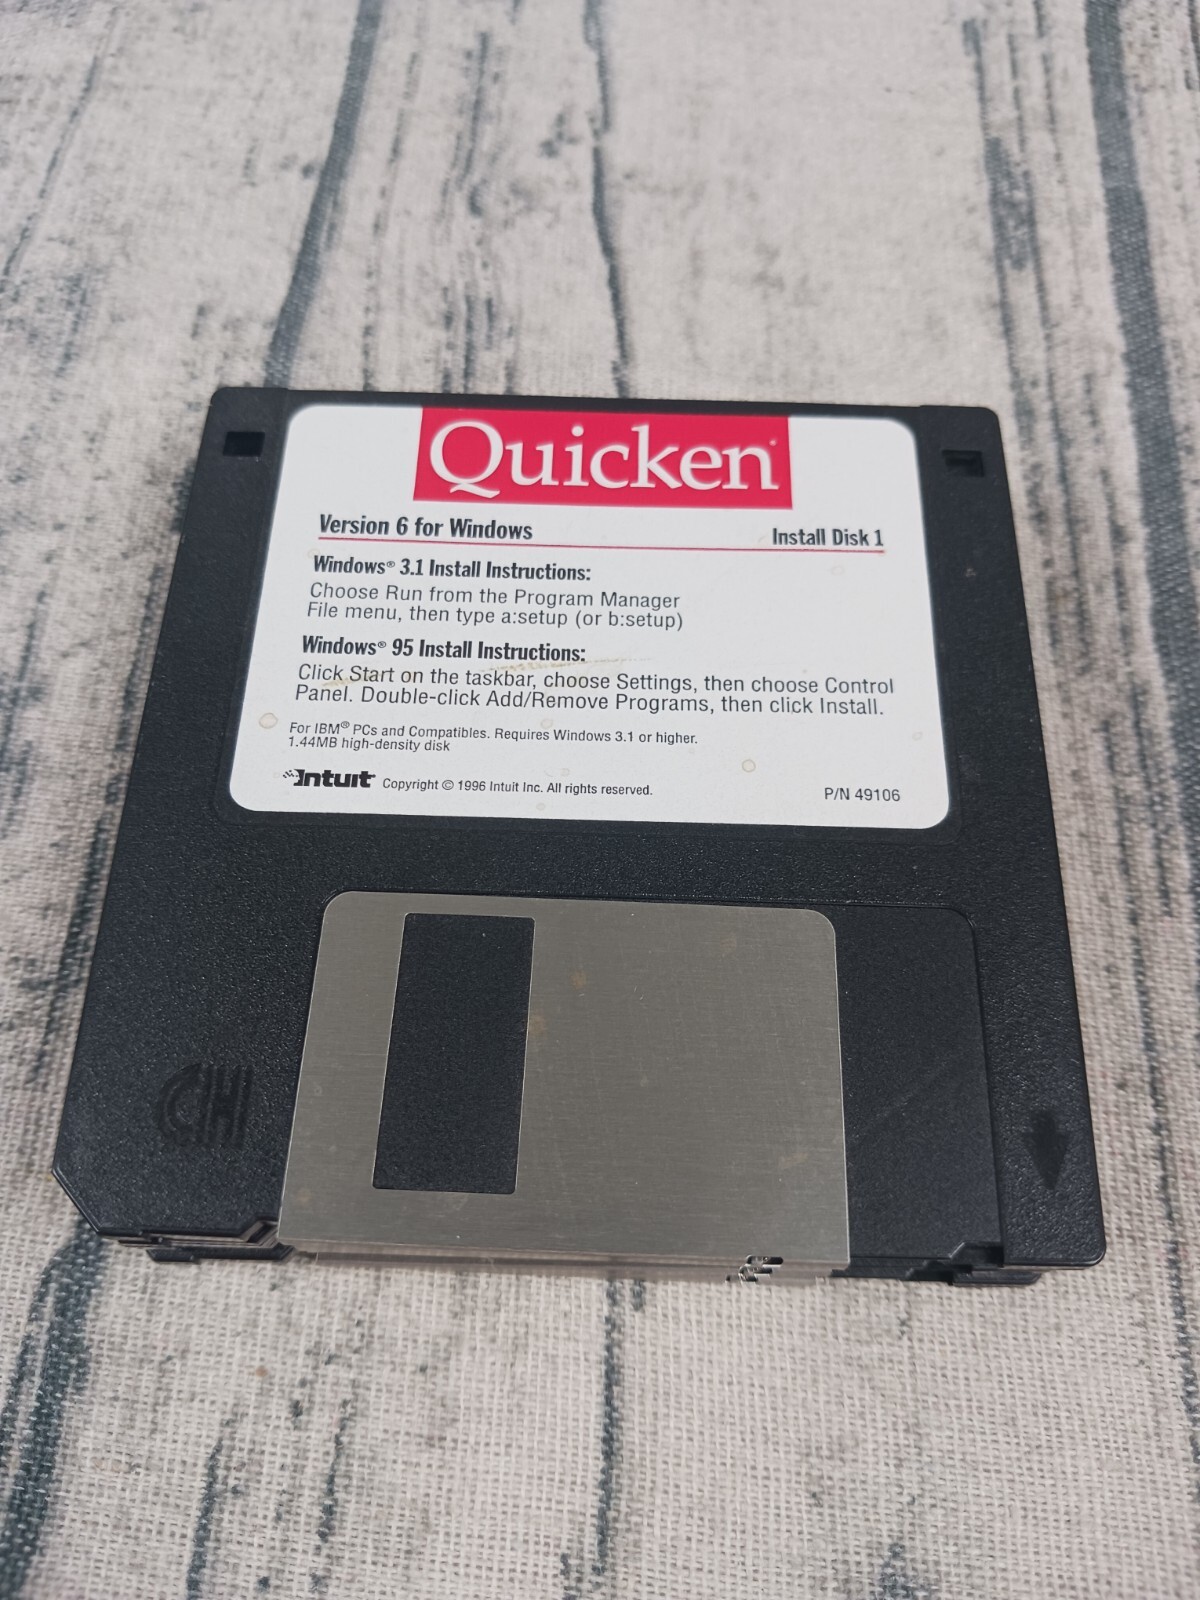 Quicken
Version 6 for Windows Install Disk 1
Windows® 3.1 Install Instructions:
Choose Run from the Program Manager
File menu, then type a:setup (or b:setup)
Windows® 95 Install Instructions:
Click Start on the taskbar, choose Settings, then choose Control
Panel. Double-click Add/Remove Programs, then click Install.
For IBM® PCs and Compatibles. Requires Windows 3.1 or higher.
1.44MB high-density disk
Intuit Copyright © 1996 Intuit Inc. All rights reserved. P/N 49106